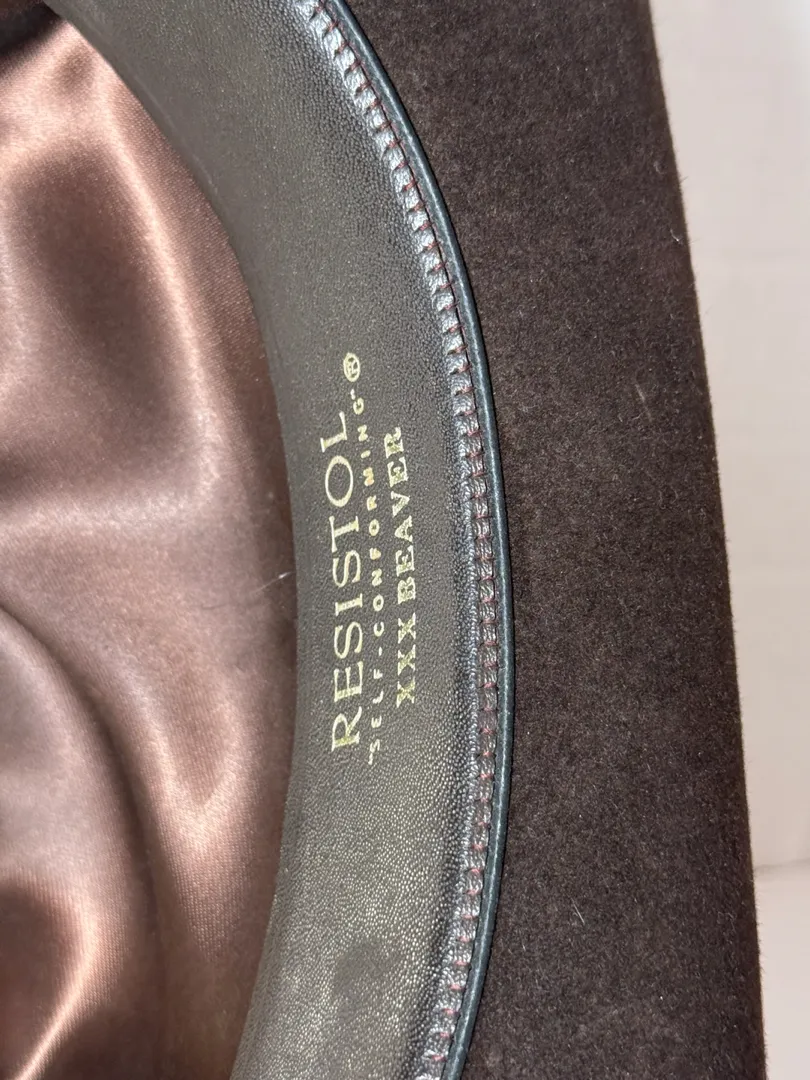 RESISTOL
"SELF-CONFORMING"®
XXX BEAVER